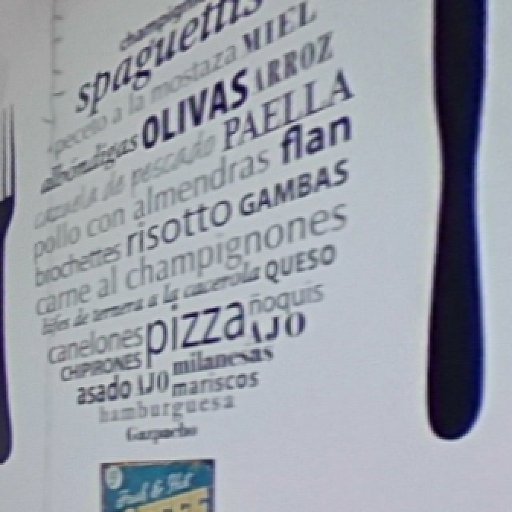 spaguettis
a la mostaza MIEL
albóndigas OLIVAS ARROZ
cazuela de pescado PAELLA
pollo con almendras flan
brochettes risotto GAMBAS
carne al champignones
bifes de ternera a la cacerola QUESO
canelones pizza ñoquis
CHIPIRONES milanesas AJO
asado AJO mariscos
hamburguesa
Gazpacho